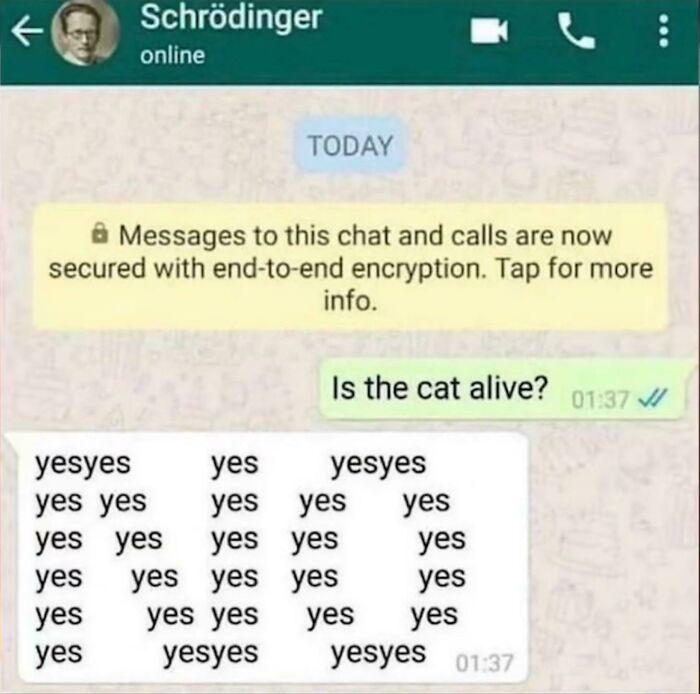 Schrödinger
online
TODAY
Messages to this chat and calls are now
secured with end-to-end encryption. Tap for more
info.
Is the cat alive? 01:37
yesyes yes yesyes
yes yes yes yes yes
yes yes yes yes yes
yes yes yes yes yes
yes yes yes yes yes
yes yesyes yesyes 01:37